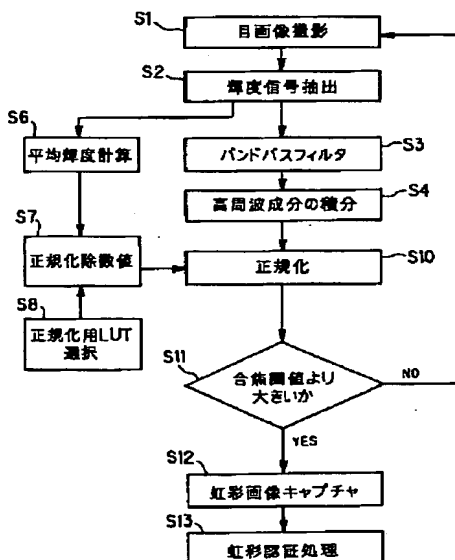 S1
目画像撮影
S2
輝度信号抽出
S6
平均輝度計算
S3
バンドパスフィルタ
S4
高周波成分の積分
S7
正規化除数値
S10
正規化
S8
正規化用LUT
選択
S11
合焦閾値より
大きいか
NO
YES
S12
虹彩画像キャプチャ
S13
虹彩認証処理